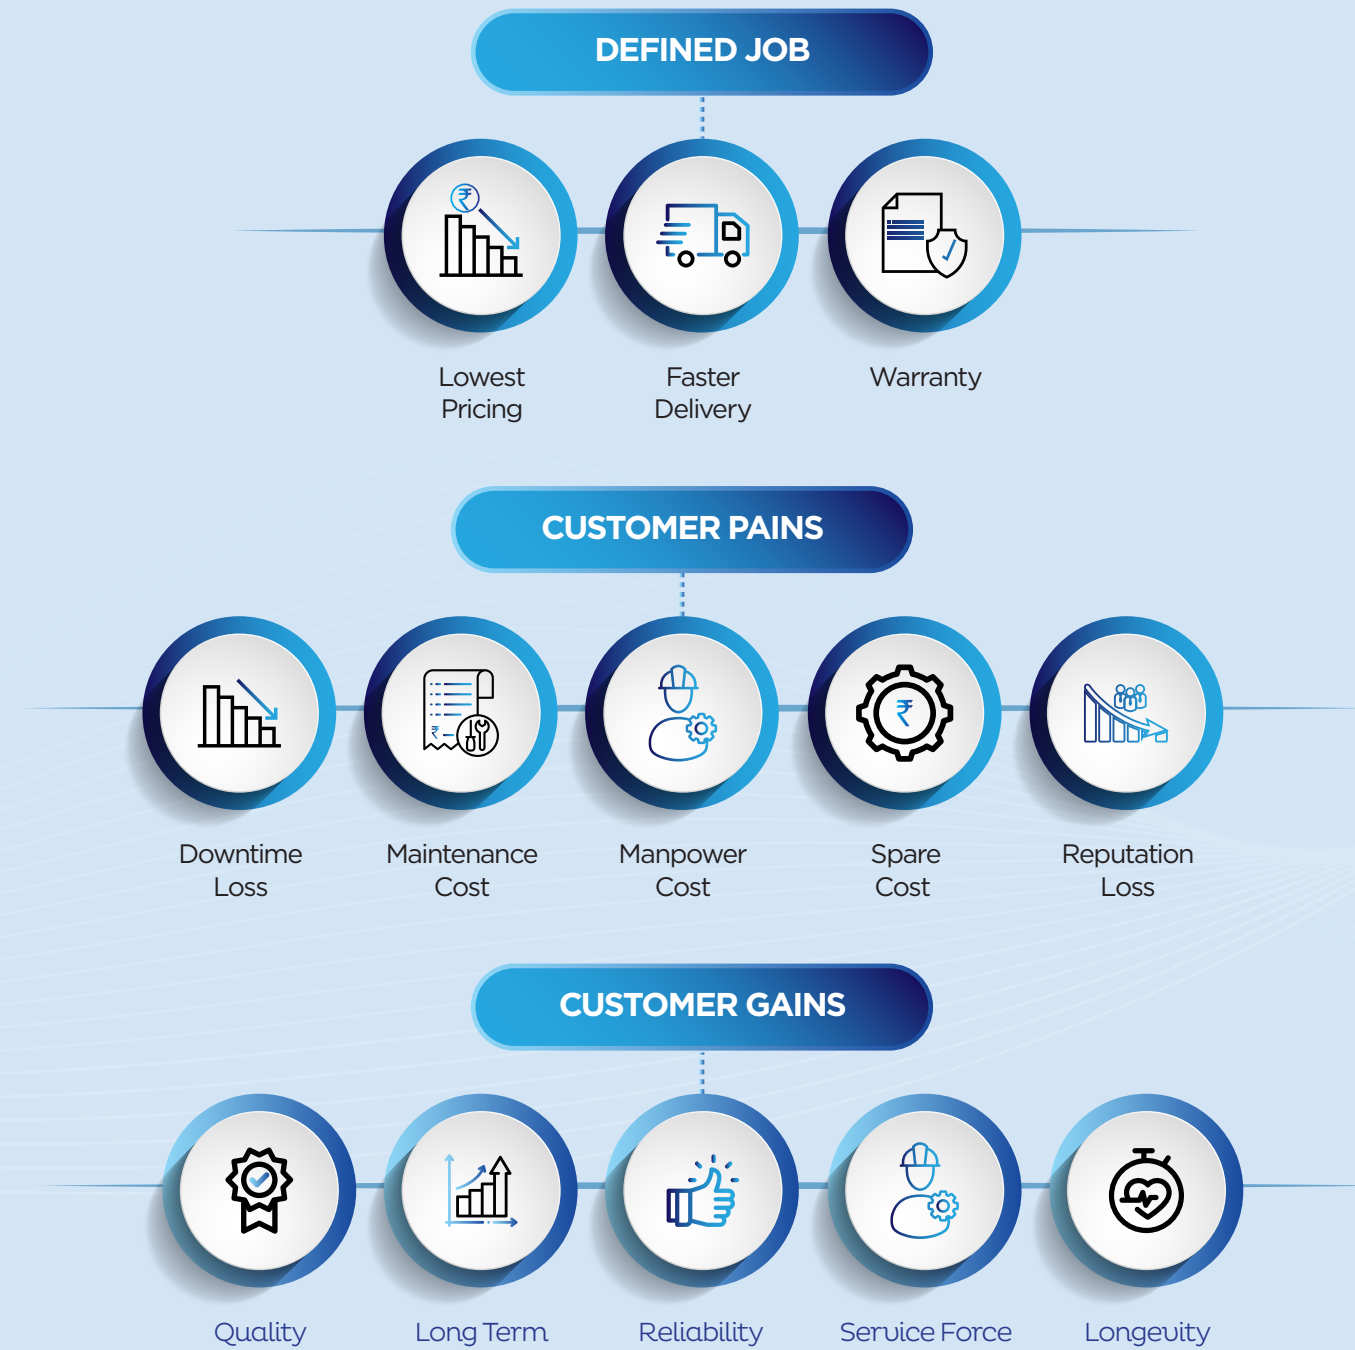 DEFINED JOB
₹
Lowest
Pricing
Faster
Delivery
Warranty
CUSTOMER PAINS
₹
₹
Downtime
Loss
Maintenance
Cost
Manpower
Cost
Spare
Cost
Reputation
Loss
CUSTOMER GAINS
Quality
Long Term
Reliability
Service Force
Longevity